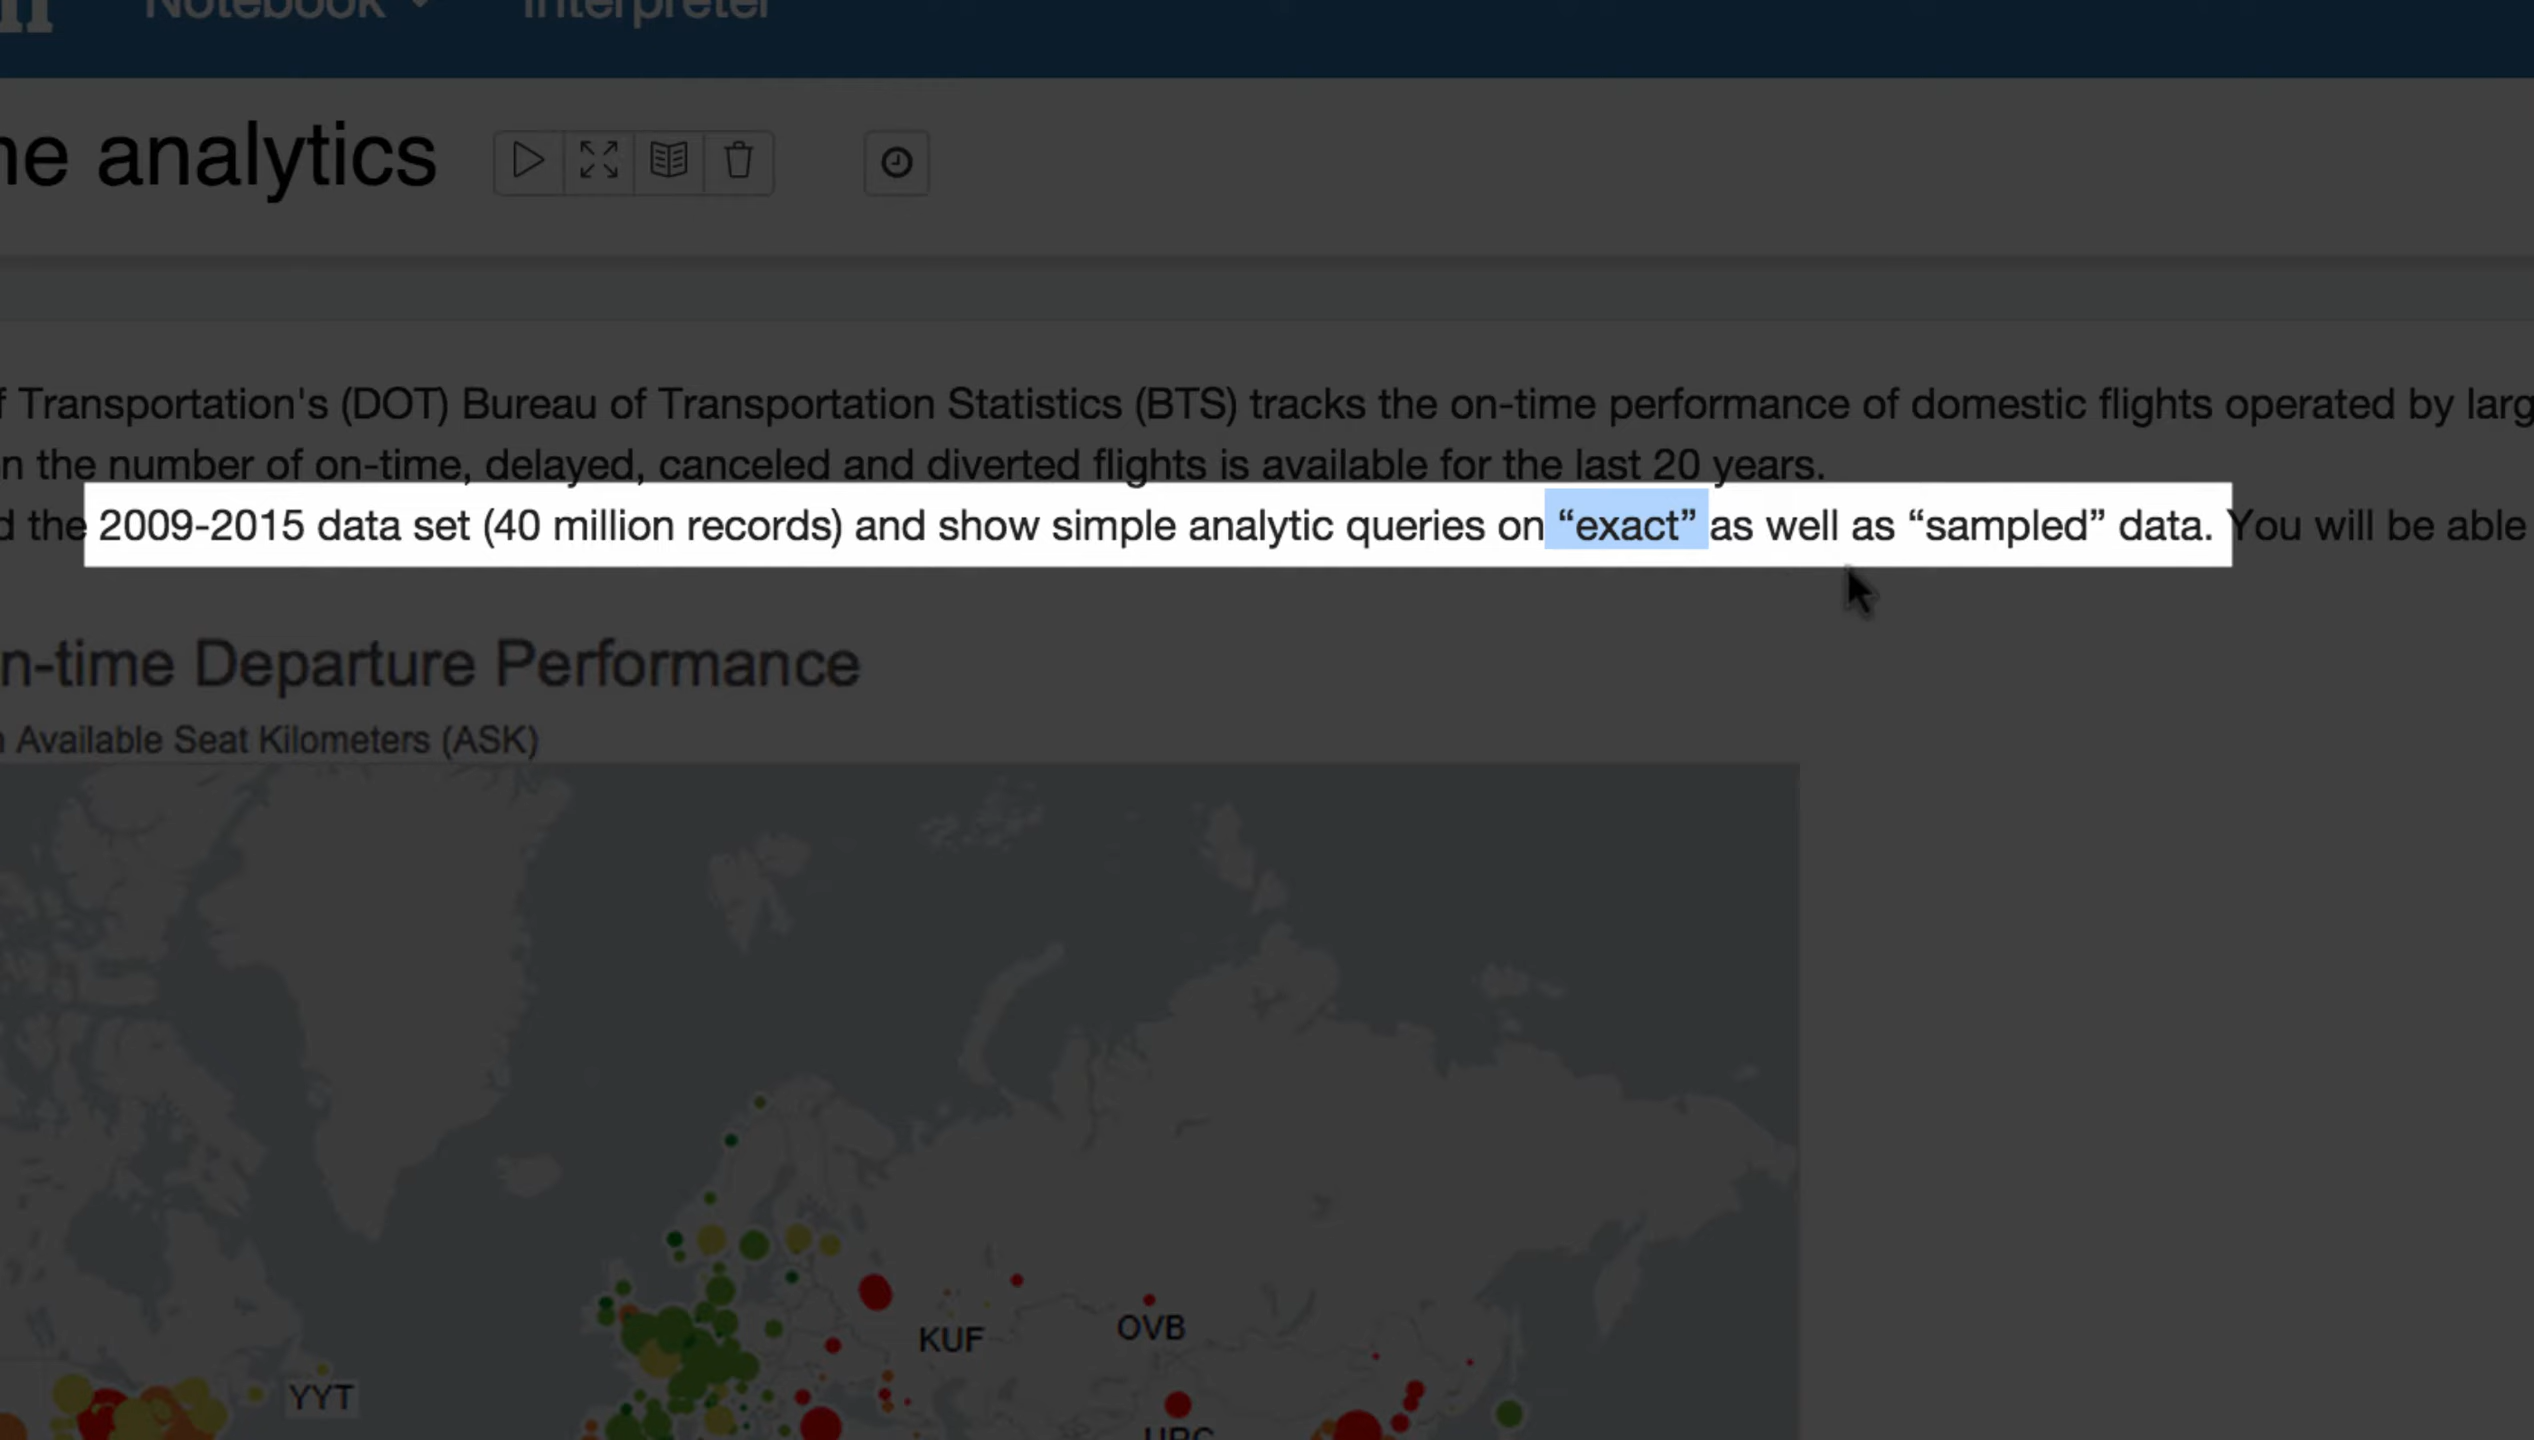 Notebook Interpreter
analytics
Transportation's (DOT) Bureau of Transportation Statistics (BTS) tracks the on-time performance of domestic flights operated by
the number of on-time, delayed, canceled and diverted flights is available for the last 20 years.
the 2009-2015 data set (40 million records) and show simple analytic queries on “exact” as well as “sampled” data. You will be able
Departure Performance
Available Seat Kilometers (ASK)
OVB
KUF
YYT